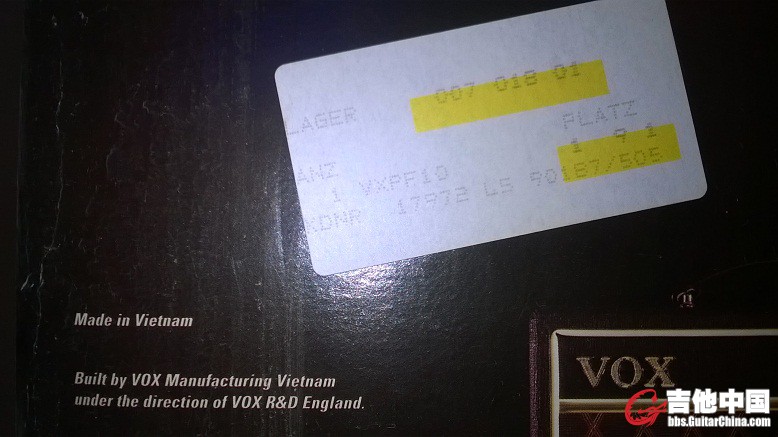 007 018 01
LAGER
PLATZ
ANZ 1 9 1
1 VXPF10
KDNR 17972 LS 90187/505
Made in Vietnam
Built by VOX Manufacturing Vietnam
under the direction of VOX R&D England.
VOX
吉他中国
bbs.GuitarChina.com